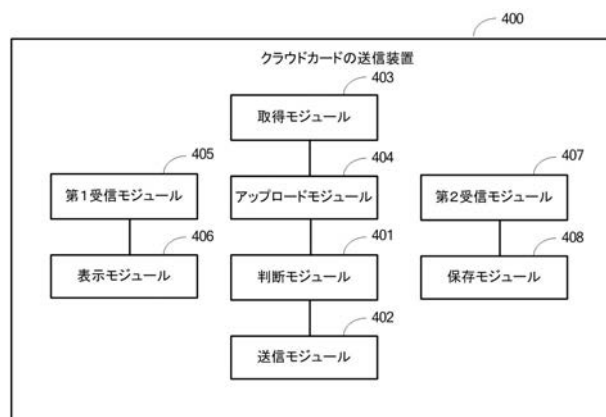 400
クラウドカードの送信装置
403
取得モジュール
405
404
407
第1受信モジュール
アップロードモジュール
第2受信モジュール
406
401
408
表示モジュール
判断モジュール
保存モジュール
402
送信モジュール